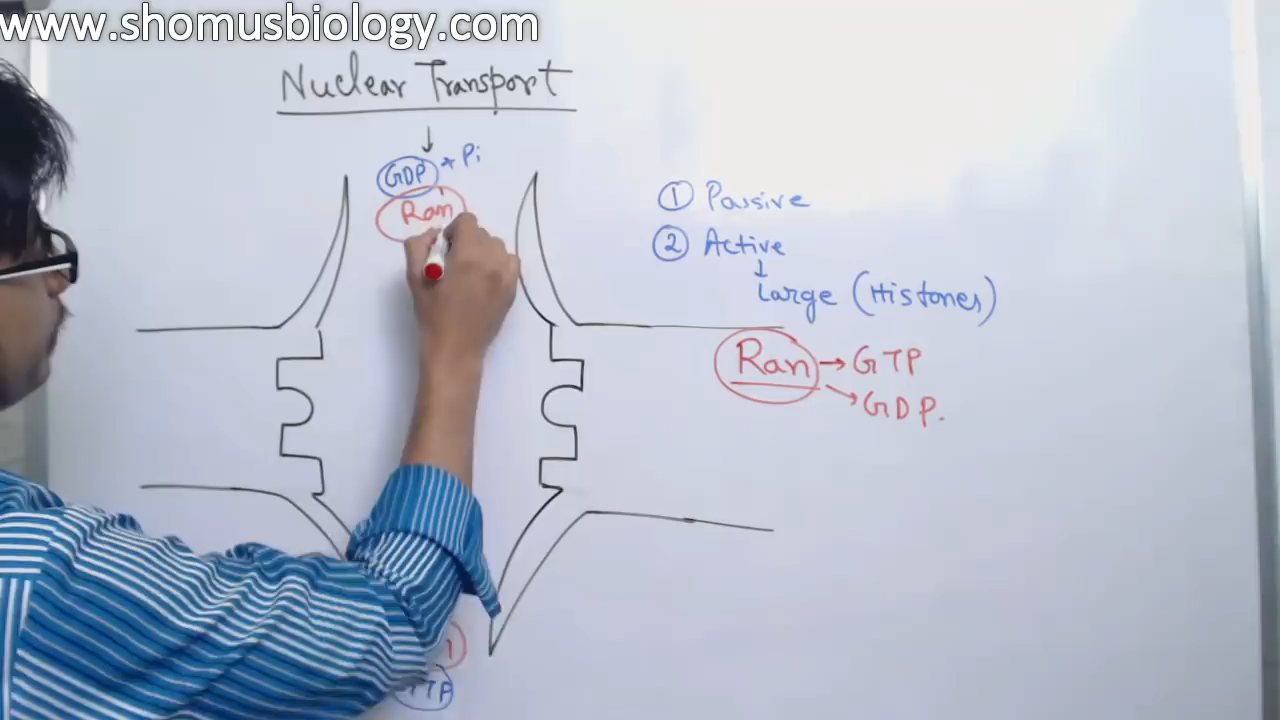 www.shomusbiology.com
Nuclear Transport
↓
GDP + Pi
Ran
① Passive
② Active
↓
Large (Histones)
Ran → GTP
→ GDP.